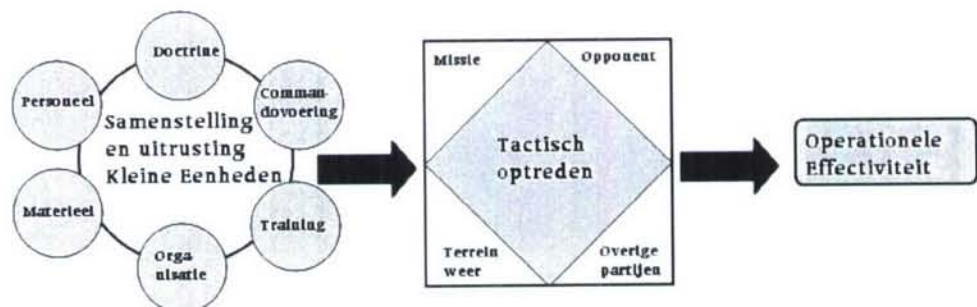 Doctrine
Personeel
Comman-
dovoering
Samenstelling
en uitrusting
Kleine Eenheden
Materieel
Training
Orga
nisatie
Missie
Opponent
Tactisch
optreden
Terrein
weer
Overige
partijen
Operationele
Effectiviteit